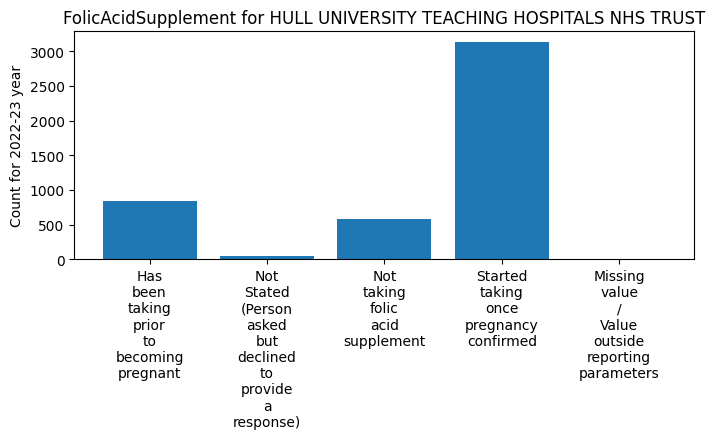 FolicAcidSupplement for HULL UNIVERSITY TEACHING HOSPITALS NHS TRUST
Count for 2022-23 year
3000
2500
2000
1500
1000
500
0
Has
been
taking
prior
to
becoming
pregnant
Not
Stated
(Person
asked
but
declined
to
provide
a
response)
Not
taking
folic
acid
supplement
Started
taking
once
pregnancy
confirmed
Missing
value
/
Value
outside
reporting
parameters